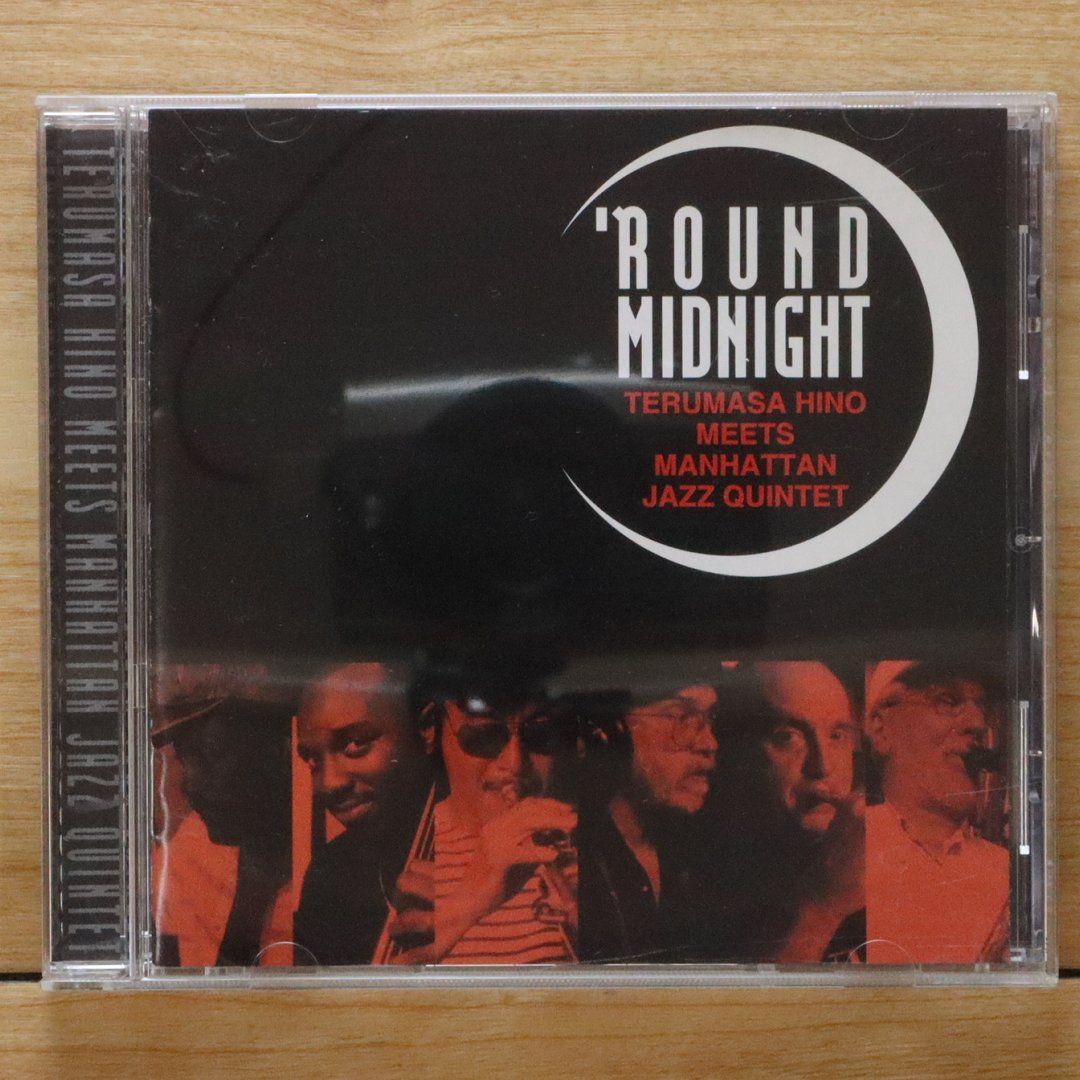 'ROUND
MIDNIGHT
TERUMASA HINO
MEETS
MANHATTAN
JAZZ QUINTET
TERUMASA HINO MEETS MANHATTAN JAZZ QUINTET